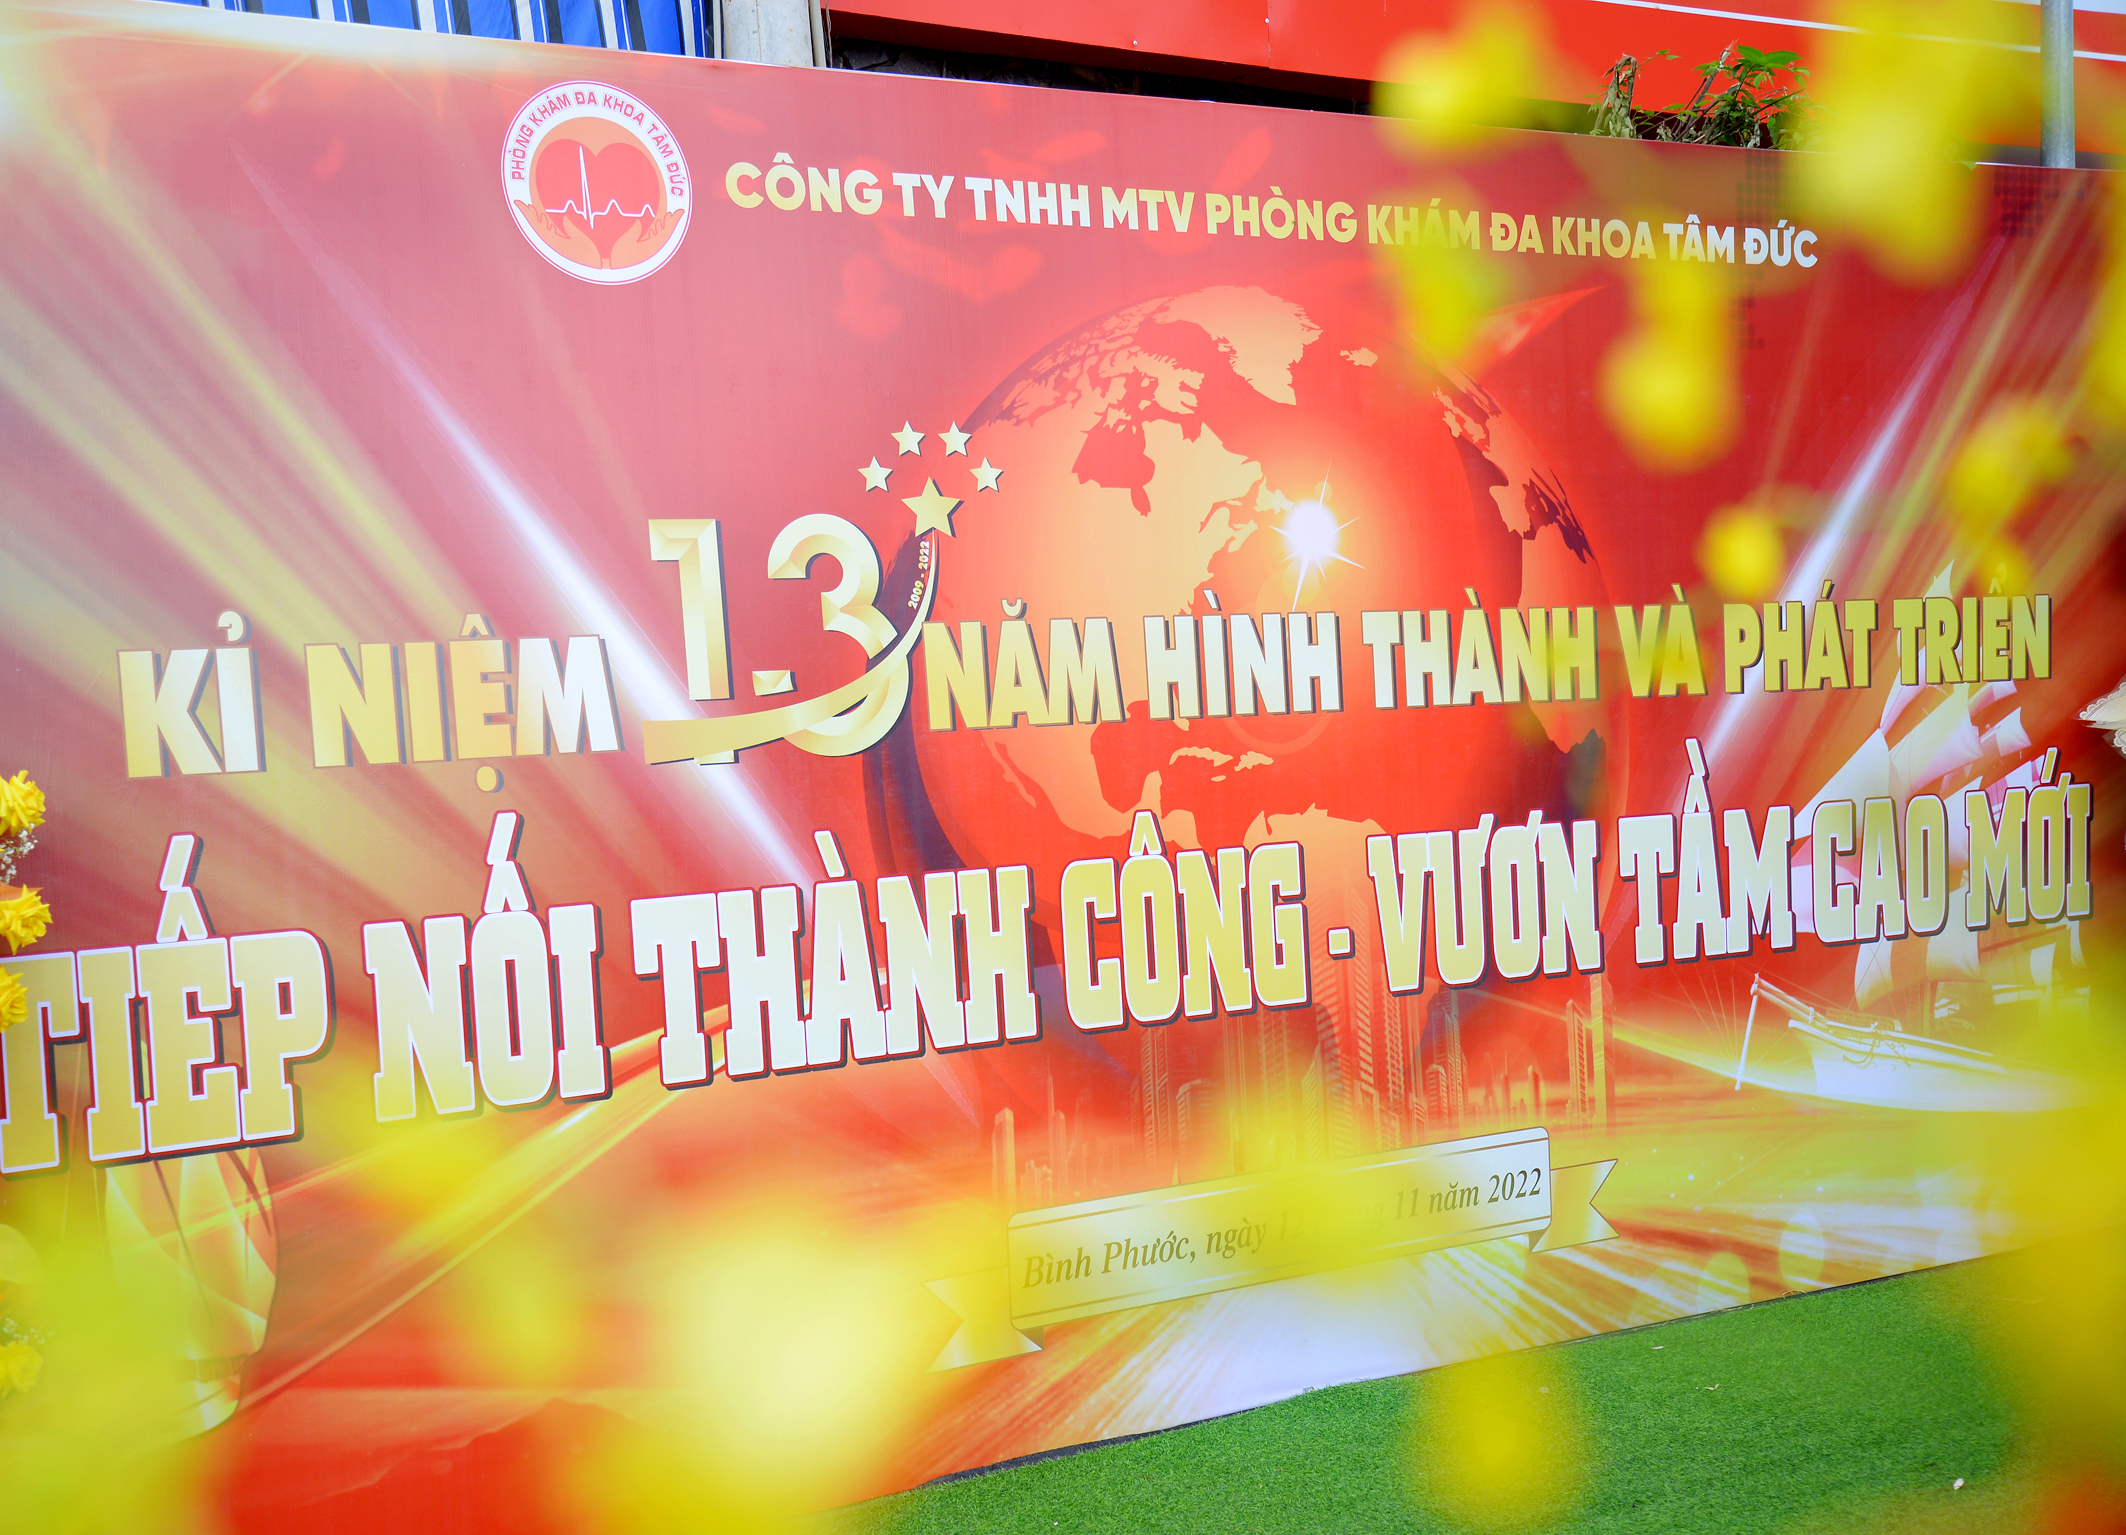 PHÒNG KHÁM ĐA KHOA TÂM ĐỨC
CÔNG TY TNHH MTV PHÒNG KHÁM ĐA KHOA TÂM ĐỨC
KỈ NIỆM 13 NĂM HÌNH THÀNH VÀ PHÁT TRIỂN
2009 - 2022
TIẾP NỐI THÀNH CÔNG - VƯƠN TẦM CAO MỚI
Bình Phước, ngày 11 năm 2022